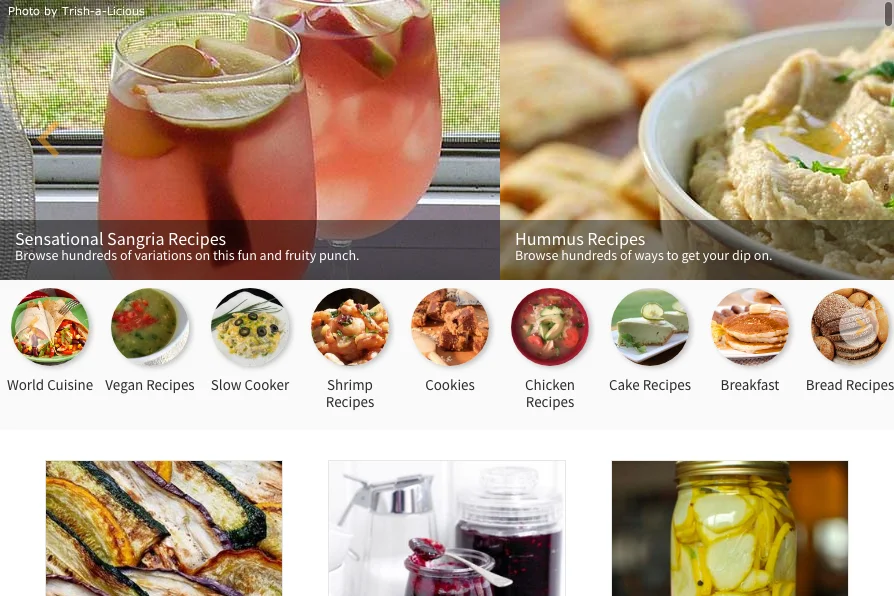 Photo by Trish-a-Licious
Sensational Sangria Recipes
Browse hundreds of variations on this fun and fruity punch.
Hummus Recipes
Browse hundreds of ways to get your dip on.
World Cuisine
Vegan Recipes
Slow Cooker
Shrimp
Recipes
Cookies
Chicken
Recipes
Cake Recipes
Breakfast
Bread Recipes